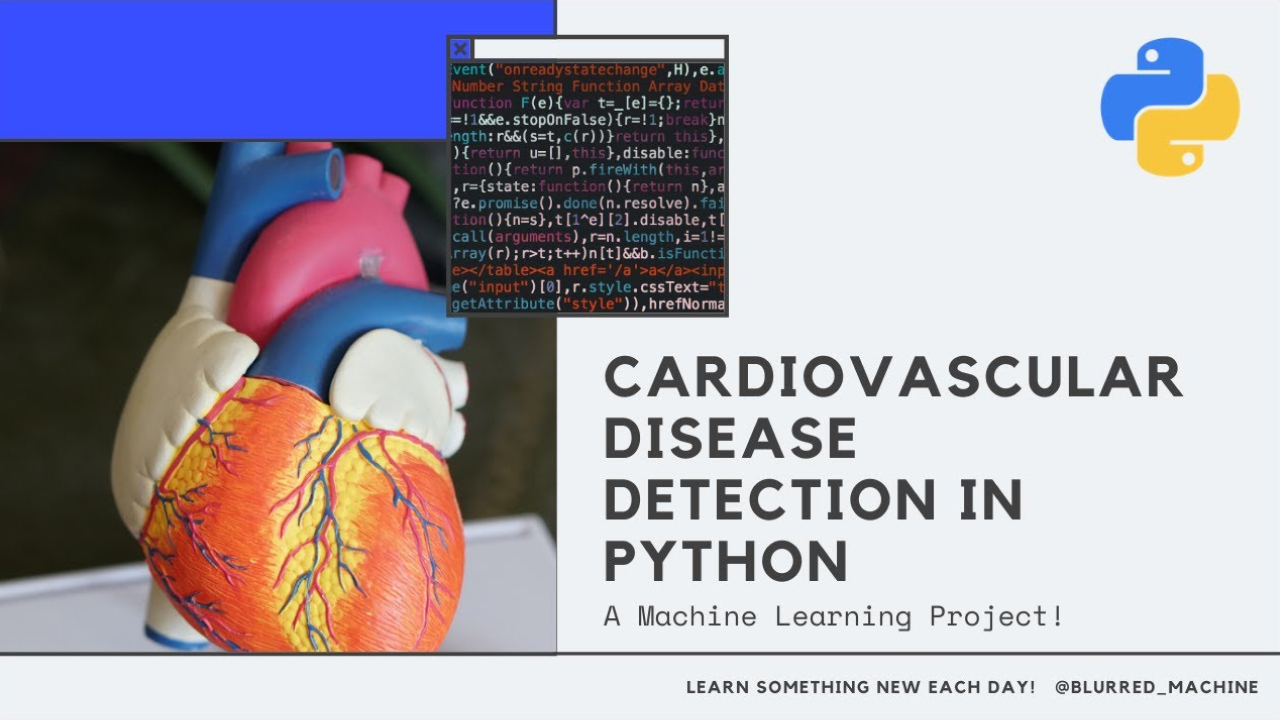 vent("onreadystatechange",H),e.a
Number String Function Array Dat
unction F(e){var t=_[e]={};retur
=!1&&e.stopOnFalse){r=!1;break}n
ngth:r&&(s=t,c(r))}return this},
){return u=[],this},disable:func
tion(){return p.fireWith(this,ar
,r={state:function(){return n},a
?e.promise().done(n.resolve).fai
tion(){n=s},t[1^e][2].disable,t[
call(arguments),r=n.length,i=1!=
rray(r);r>t;t++)n[t]&&b.isFuncti
e></table><a href='/a'>a</a><inp
e("input")[0],r.style.cssText="t
getAttribute("style")),hrefNorma
CARDIOVASCULAR
DISEASE
DETECTION IN
PYTHON
A Machine Learning Project!
LEARN SOMETHING NEW EACH DAY! @BLURRED_MACHINE